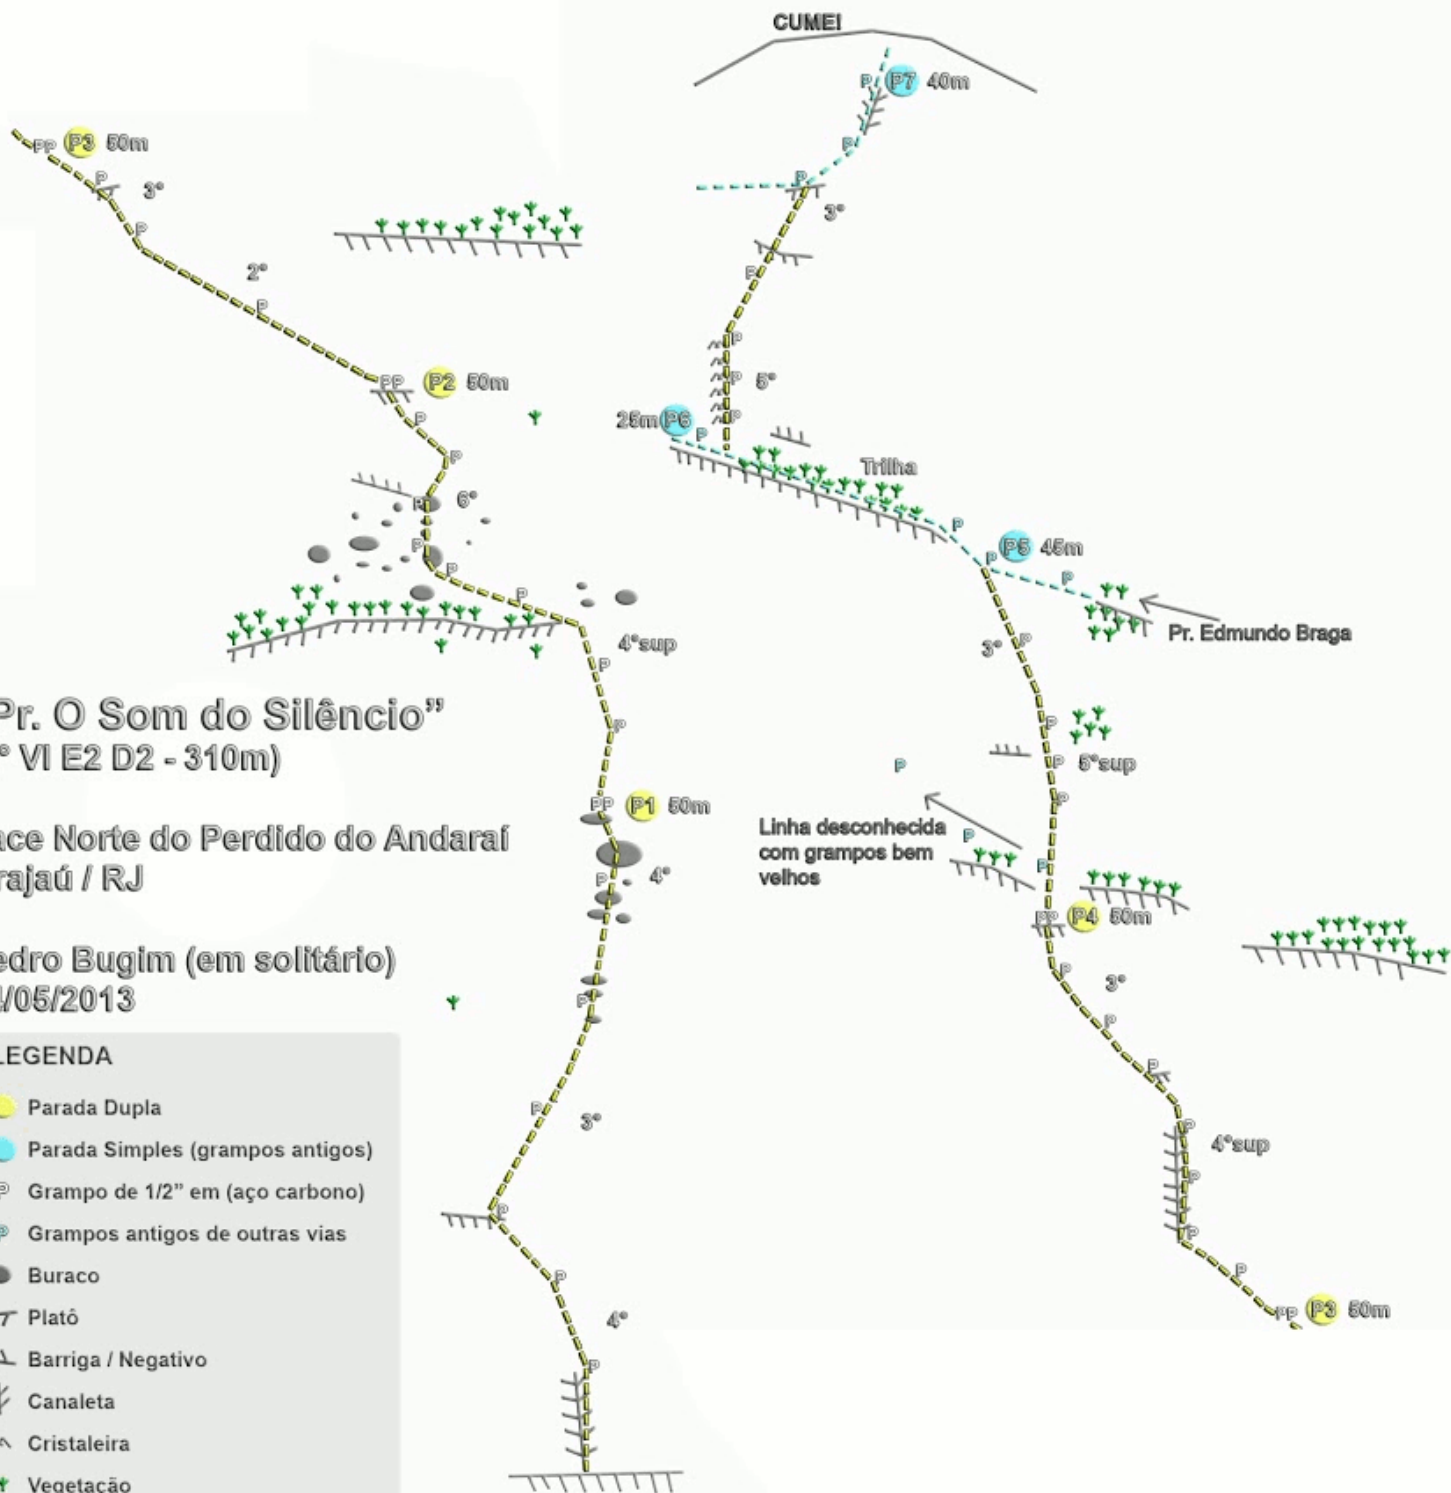 CUME!
P7 40m
P3 50m
3°
3°
2°
P2 50m
5°
25m P6
Trilha
6°
P5 45m
Pr. Edmundo Braga
4°sup
3°
Pr. O Som do Silêncio”
° VI E2 D2 - 310m)
5°sup
P1 50m
Linha desconhecida
com grampos bem
velhos
ace Norte do Perdido do Andaraí
rajaú / RJ
4°
P4 50m
edro Bugim (em solitário)
/05/2013
3°
LEGENDA
Parada Dupla
3°
4°sup
Parada Simples (grampos antigos)
Grampo de 1/2” em (aço carbono)
Grampos antigos de outras vias
Buraco
Platô
4°
P3 50m
Barriga / Negativo
Canaleta
Cristaleira
Vegetação